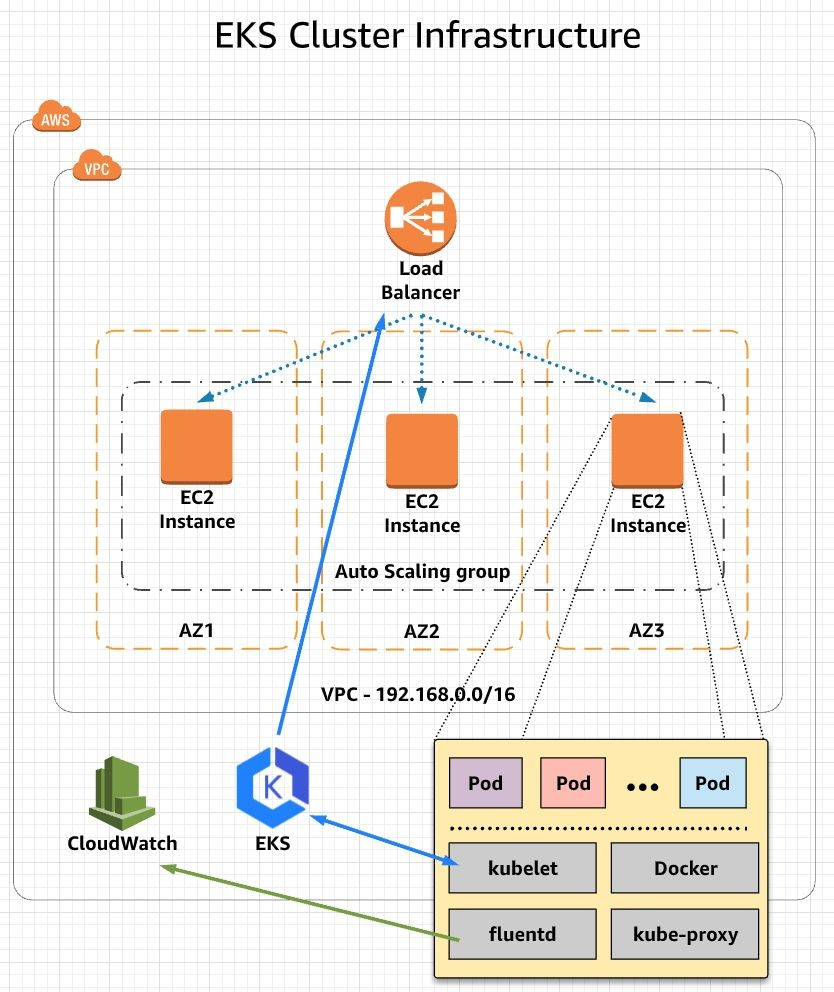 EKS Cluster Infrastructure
AWS
VPC
Load
Balancer
EC2
Instance
EC2
Instance
EC2
Instance
Auto Scaling group
AZ1
AZ2
AZ3
VPC - 192.168.0.0/16
Pod
Pod
•••
Pod
K
CloudWatch
EKS
kubelet
Docker
fluentd
kube-proxy